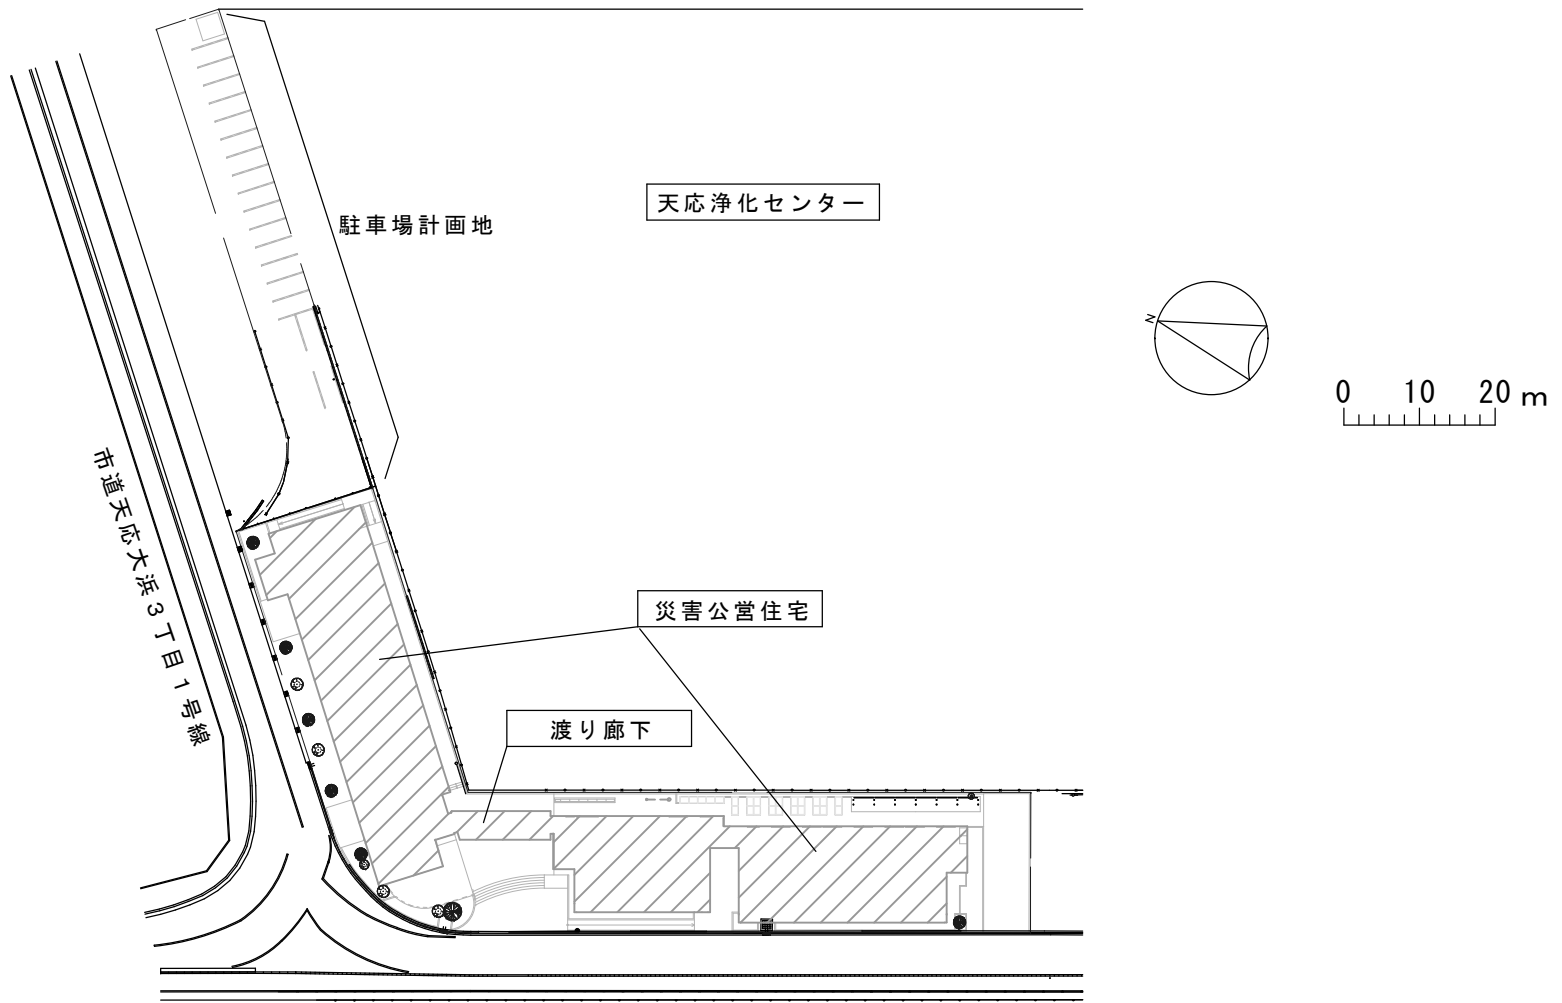 天応浄化センター
駐車場計画地
N
0 10 20 m
市道天応大浜3丁目1号線
災害公営住宅
渡り廊下